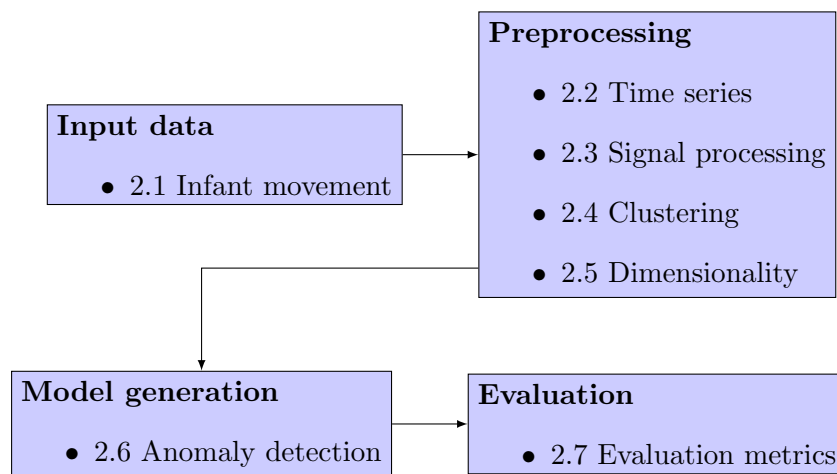 Input data
• 2.1 Infant movement
Preprocessing
• 2.2 Time series
• 2.3 Signal processing
• 2.4 Clustering
• 2.5 Dimensionality
Model generation
• 2.6 Anomaly detection
Evaluation
• 2.7 Evaluation metrics